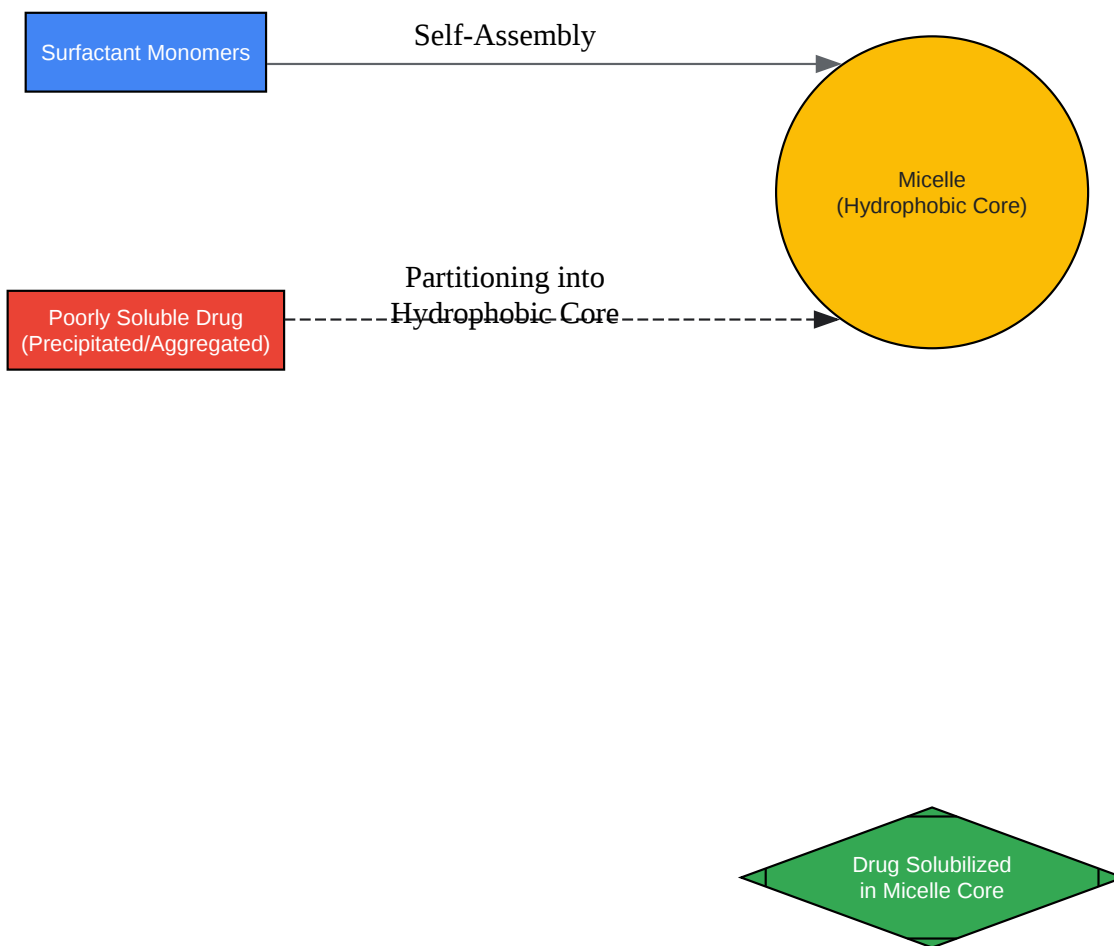 Self-Assembly
Surfactant Monomers
Micelle
(Hydrophobic Core)
Partitioning into
Hydrophobic Core
Poorly Soluble Drug
(Precipitated/Aggregated)
Drug Solubilized
in Micelle Core